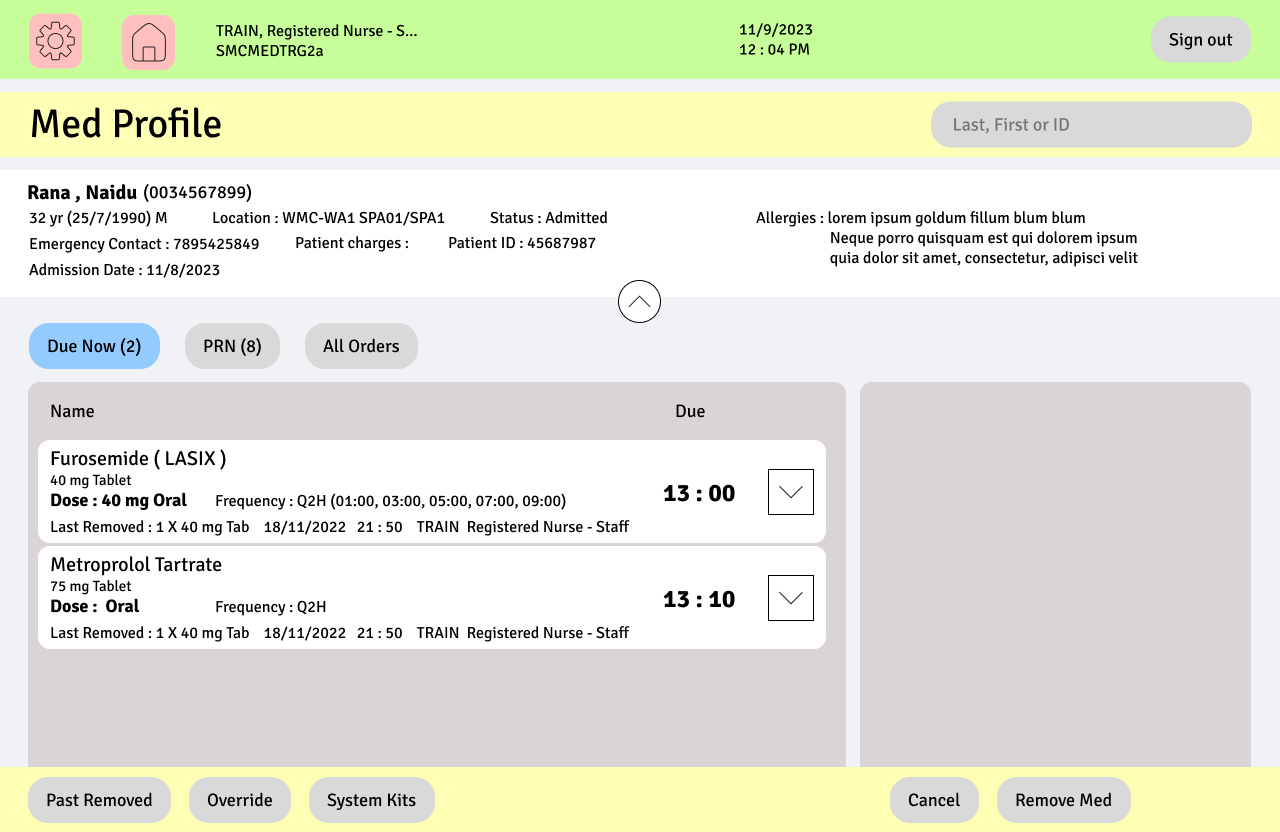 TRAIN, Registered Nurse - S...
SMCMEDTRG2a
11/9/2023
12 : 04 PM
Sign out
Med Profile
Last, First or ID
Rana , Naidu (0034567899)
32 yr (25/7/1990) M Location : WMC-WA1 SPA01/SPA1 Status : Admitted
Emergency Contact : 7895425849 Patient charges : Patient ID : 45687987
Admission Date : 11/8/2023
Allergies : lorem ipsum goldum fillum blum blum
Neque porro quisquam est qui dolorem ipsum
quia dolor sit amet, consectetur, adipisci velit
Due Now (2) PRN (8) All Orders
Name Due
Furosemide ( LASIX )
40 mg Tablet
Dose : 40 mg Oral Frequency : Q2H (01:00, 03:00, 05:00, 07:00, 09:00)
Last Removed : 1 X 40 mg Tab 18/11/2022 21 : 50 TRAIN Registered Nurse - Staff
13 : 00
Metroprolol Tartrate
75 mg Tablet
Dose : Oral Frequency : Q2H
Last Removed : 1 X 40 mg Tab 18/11/2022 21 : 50 TRAIN Registered Nurse - Staff
13 : 10
Past Removed Override System Kits Cancel Remove Med